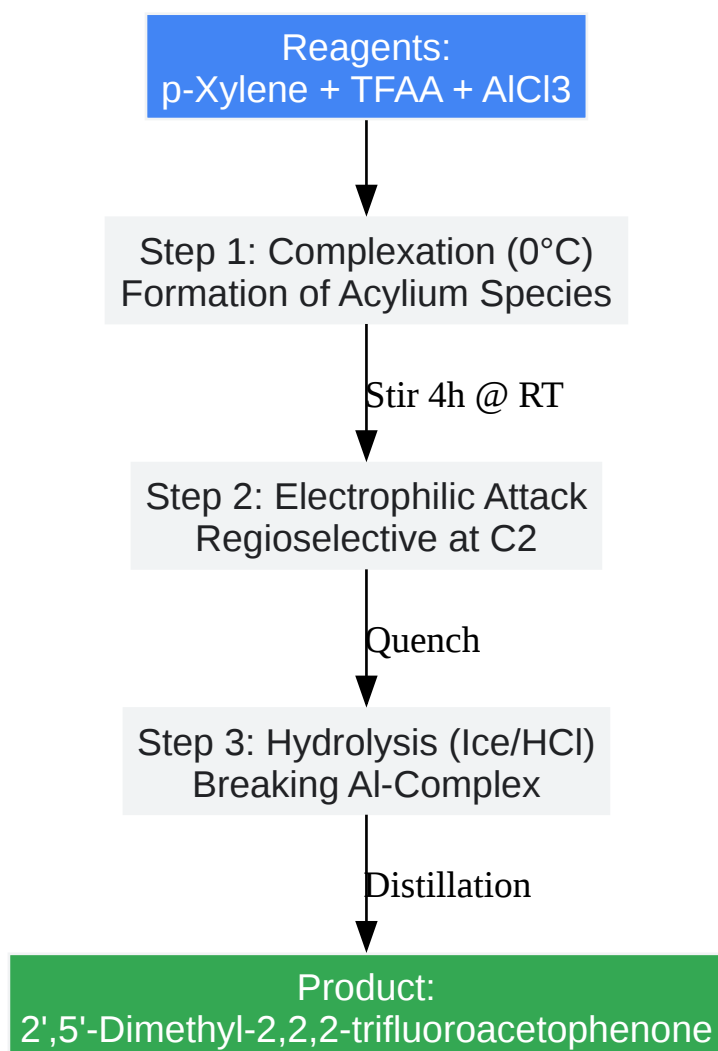 Reagents:
p-Xylene + TFAA + AlCl3
Step 1: Complexation (0°C)
Formation of Acylium Species
Stir 4h @ RT
Step 2: Electrophilic Attack
Regioselective at C2
Quench
Step 3: Hydrolysis (Ice/HCl)
Breaking Al-Complex
Distillation
Product:
2',5'-Dimethyl-2,2,2-trifluoroacetophenone